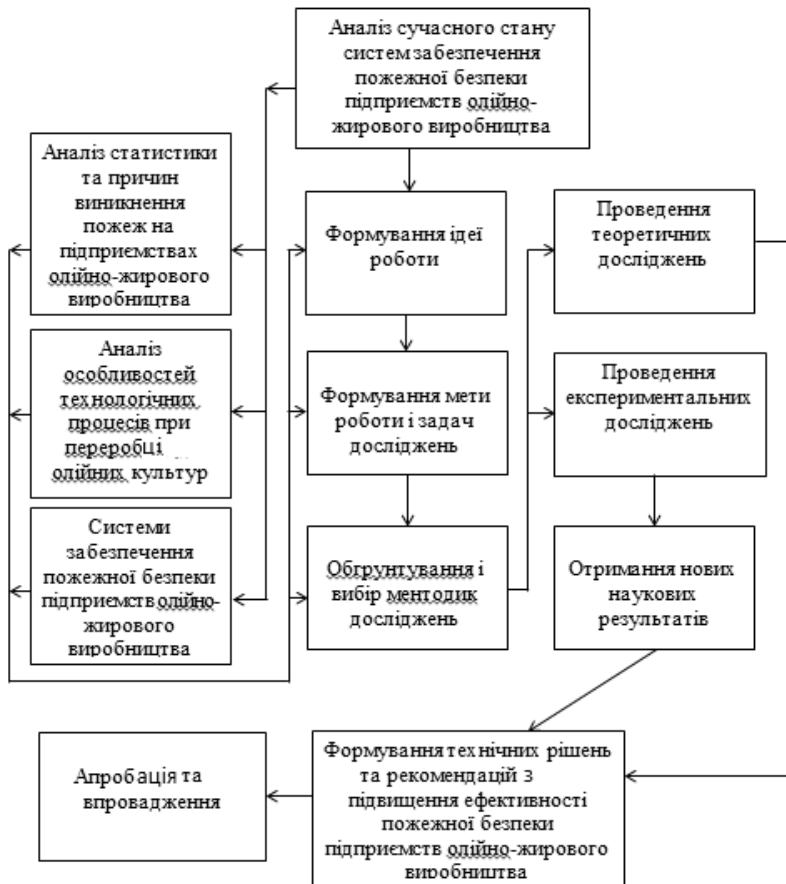 Аналіз сучасного стану
систем забезпечення
пожежної безпеки
підприємств олійно-
жирового виробництва
Аналіз статистики
та причин
виникнення
пожеж на
підприємствах
олійно-жирового
виробництва
Формування ідеї
роботи
Проведення
теоретичних
досліджень
Аналіз
особливостей
технологічних
процесів при
переробці
олійних культур
Формування мети
роботи і задач
досліджень
Проведення
експериментальних
досліджень
Системи
забезпечення
пожежної безпеки
підприємств олійно-
жирового
виробництва
Обгрунтування і
вибір ментодик
досліджень
Отримання нових
наукових
результатів
Апробація та
впровадження
Формування технічних рішень
та рекомендацій з
підвищення ефективності
пожежної безпеки
підприємств олійно-жирового
виробництва